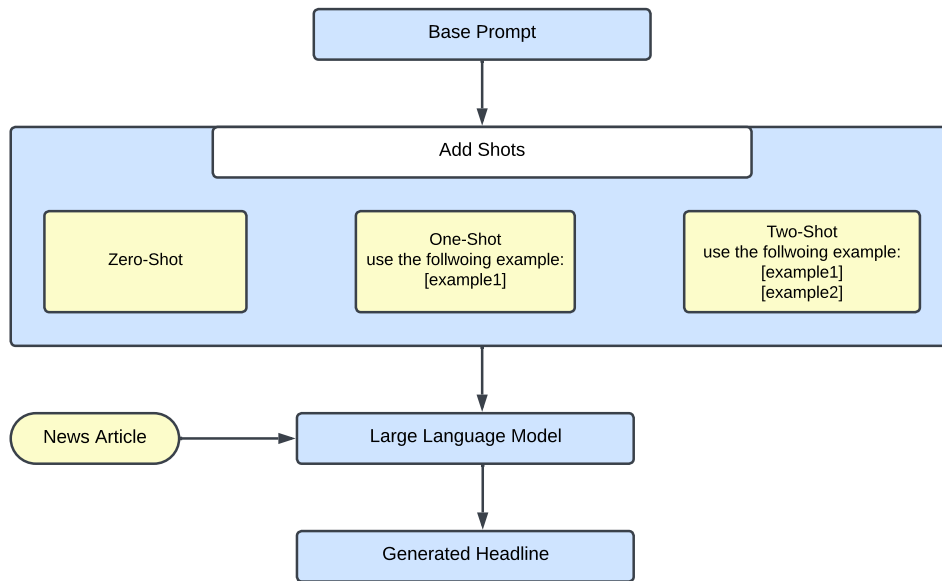 Base Prompt
Add Shots
Zero-Shot
One-Shot
use the follwoing example:
[example1]
Two-Shot
use the follwoing example:
[example1]
[example2]
News Article
Large Language Model
Generated Headline